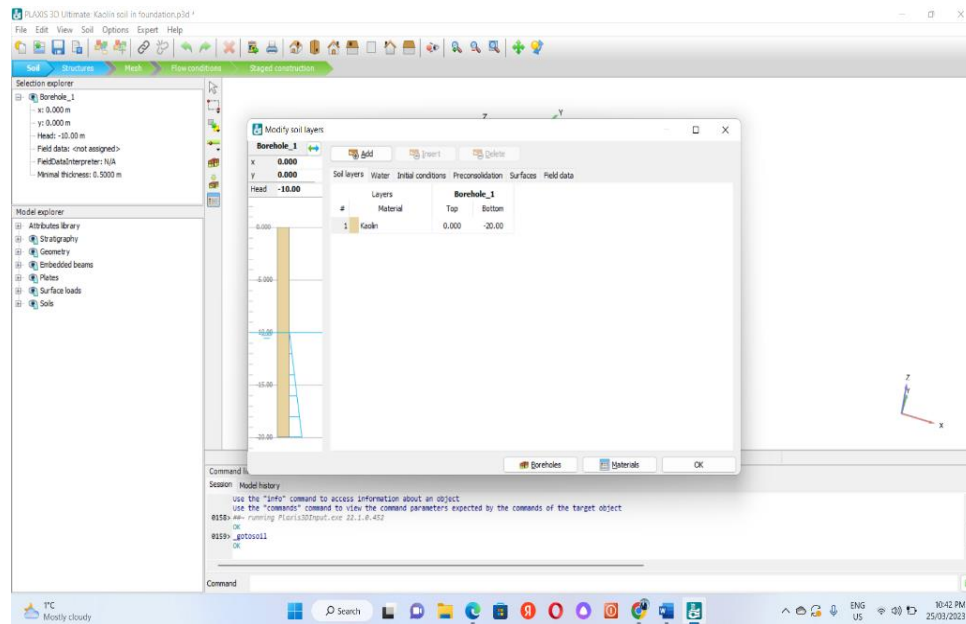 PLAXIS 3D Ultimate: Kaolin soil in foundation.p3d *
File Edit View Soil Options Expert Help
Soil Structures Mesh Flow conditions Staged construction
Selection explorer
Borehole_1
x: 0.000 m
y: 0.000 m
Head: -10.00 m
Field data: <not assigned>
FieldDataInterpreter: N/A
Minimal thickness: 0.5000 m
Model explorer
Attributes library
Stratigraphy
Geometry
Embedded beams
Plates
Surface loads
Soils
Z
Y
Modify soil layers
Borehole_1
x 0.000
y 0.000
Head -10.00
0.000
-5.000
-10.00
-15.00
-20.00
Add Insert Delete
Soil layers Water Initial conditions Preconsolidation Surfaces Field data
Layers Borehole_1
# Material Top Bottom
1 Kaolin 0.000 -20.00
Boreholes Materials OK
Z
Y
x
Session Model history
Use the "info" command to access information about an object
Use the "commands" command to view the command parameters expected by the commands of the target object
0158> ##- running Plaxis3DInput.exe 22.1.0.452
OK
0159> _gotosoil
OK
Command
1°C
Mostly cloudy
Search
ENG
US
10:42 PM
25/03/2023